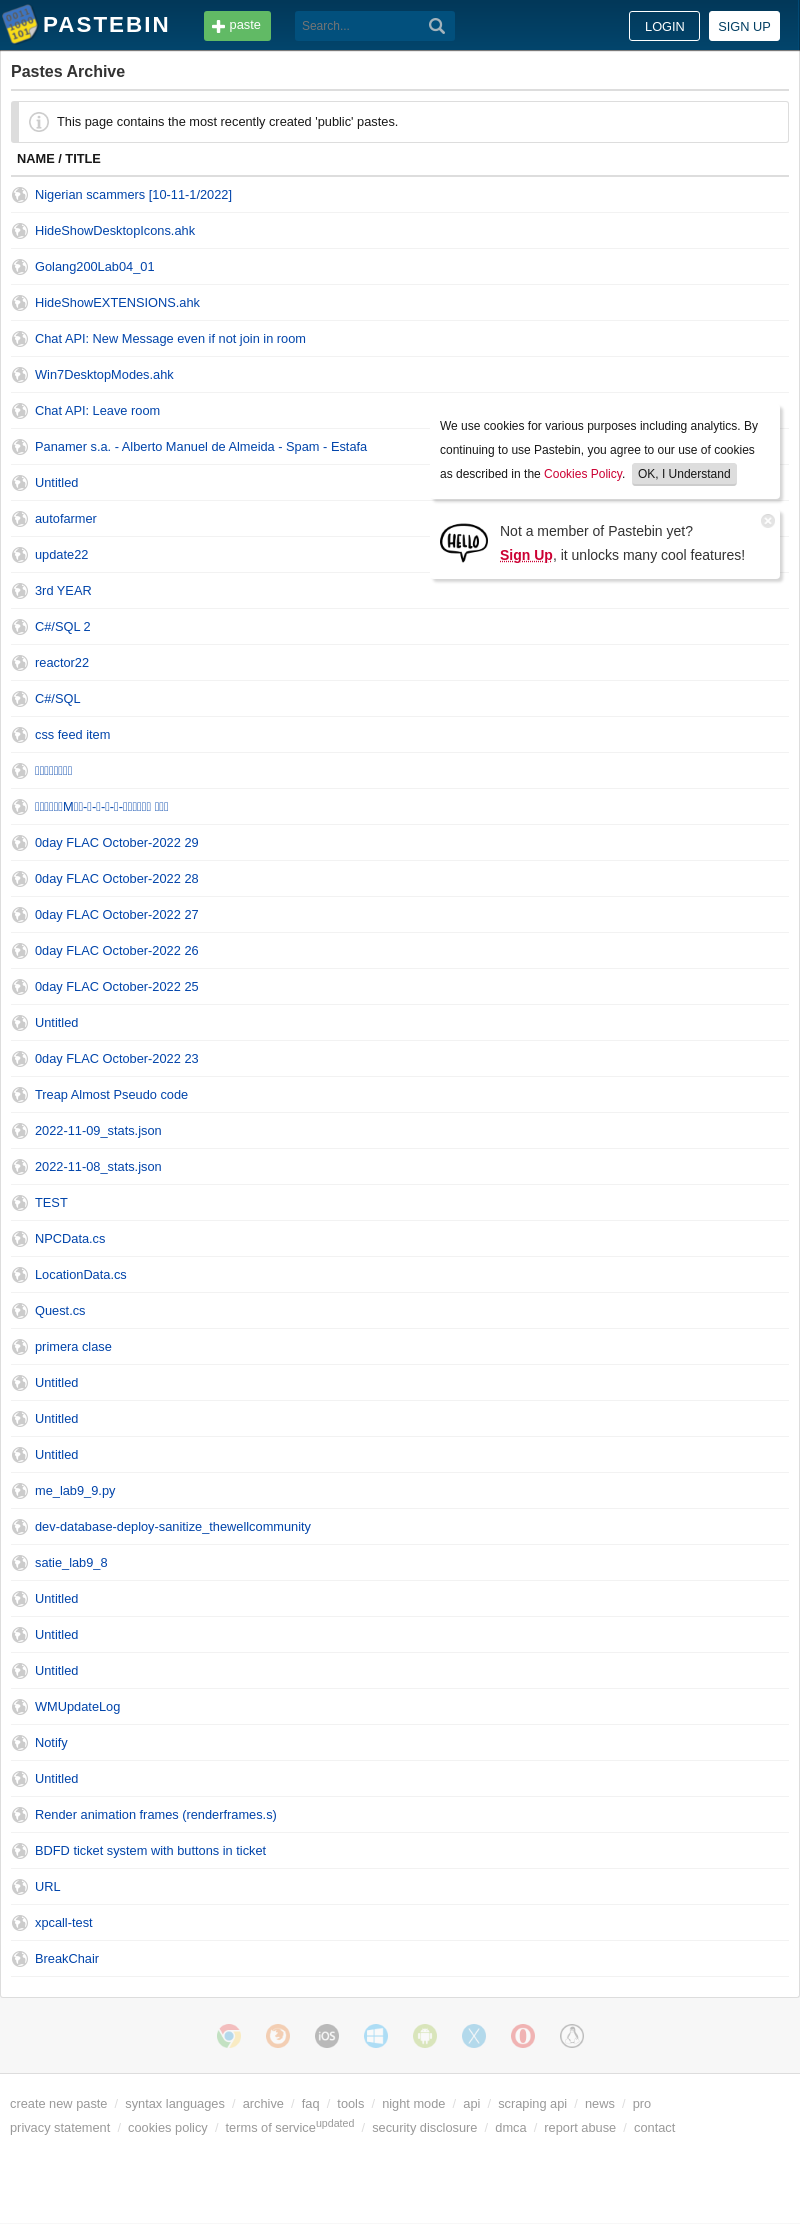 PASTEBIN paste Search... LOGIN SIGN UP
Pastes Archive
This page contains the most recently created 'public' pastes.
NAME / TITLE
Nigerian scammers [10-11-1/2022]
HideShowDesktopIcons.ahk
Golang200Lab04_01
HideShowEXTENSIONS.ahk
Chat API: New Message even if not join in room
Win7DesktopModes.ahk
Chat API: Leave room
Panamer s.a. - Alberto Manuel de Almeida - Spam - Estafa
Untitled
autofarmer
update22
3rd YEAR
C#/SQL 2
reactor22
C#/SQL
css feed item
0day FLAC October-2022 29
0day FLAC October-2022 28
0day FLAC October-2022 27
0day FLAC October-2022 26
0day FLAC October-2022 25
Untitled
0day FLAC October-2022 23
Treap Almost Pseudo code
2022-11-09_stats.json
2022-11-08_stats.json
TEST
NPCData.cs
LocationData.cs
Quest.cs
primera clase
Untitled
Untitled
Untitled
me_lab9_9.py
dev-database-deploy-sanitize_thewellcommunity
satie_lab9_8
Untitled
Untitled
Untitled
WMUpdateLog
Notify
Untitled
Render animation frames (renderframes.s)
BDFD ticket system with buttons in ticket
URL
xpcall-test
BreakChair
We use cookies for various purposes including analytics. By
continuing to use Pastebin, you agree to our use of cookies
as described in the Cookies Policy. OK, I Understand
HELLO
Not a member of Pastebin yet?
Sign Up, it unlocks many cool features!
iOS
create new paste / syntax languages / archive / faq / tools / night mode / api / scraping api / news / pro
privacy statement / cookies policy / terms of serviceupdated / security disclosure / dmca / report abuse / contact